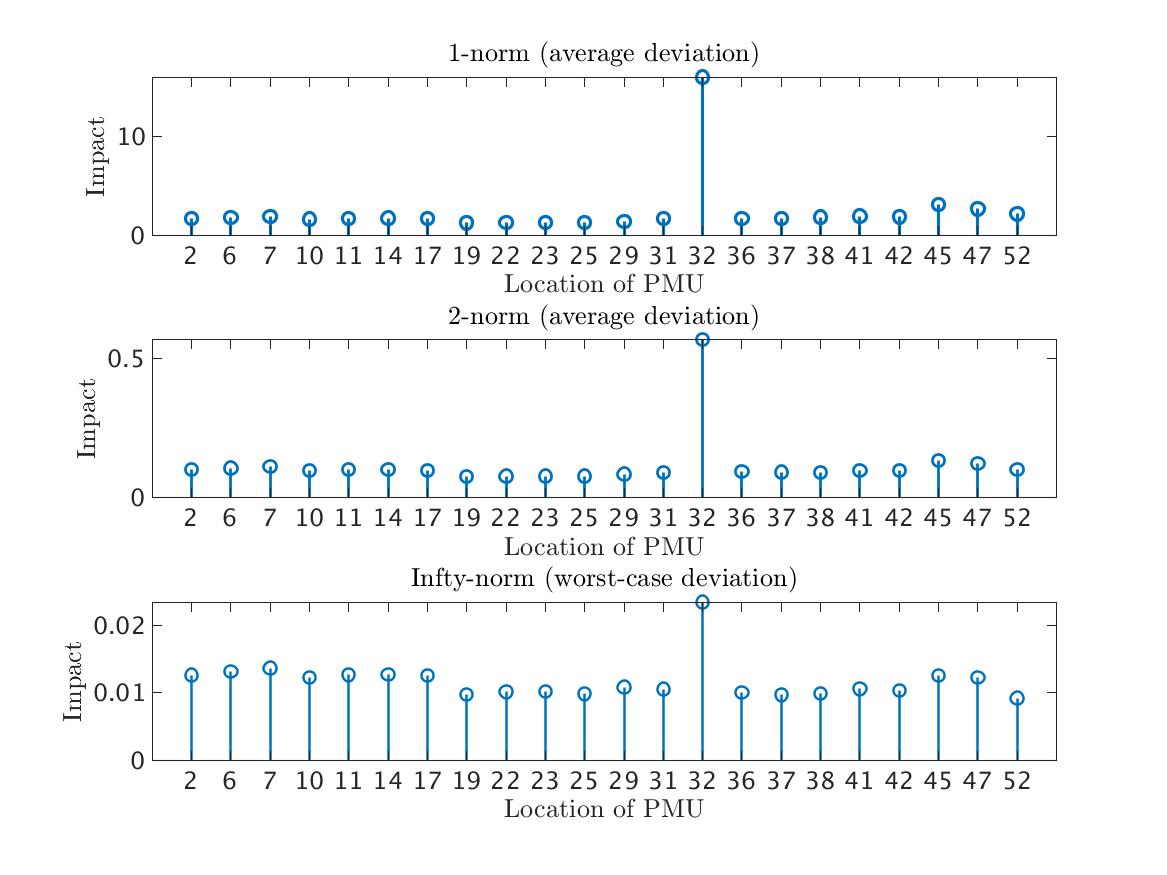 1-norm (average deviation)
Impact
10
0
2 6 7 10 11 14 17 19 22 23 25 29 31 32 36 37 38 41 42 45 47 52
Location of PMU
2-norm (average deviation)
Impact
0.5
0
2 6 7 10 11 14 17 19 22 23 25 29 31 32 36 37 38 41 42 45 47 52
Location of PMU
Infty-norm (worst-case deviation)
Impact
0.02
0.01
0
2 6 7 10 11 14 17 19 22 23 25 29 31 32 36 37 38 41 42 45 47 52
Location of PMU